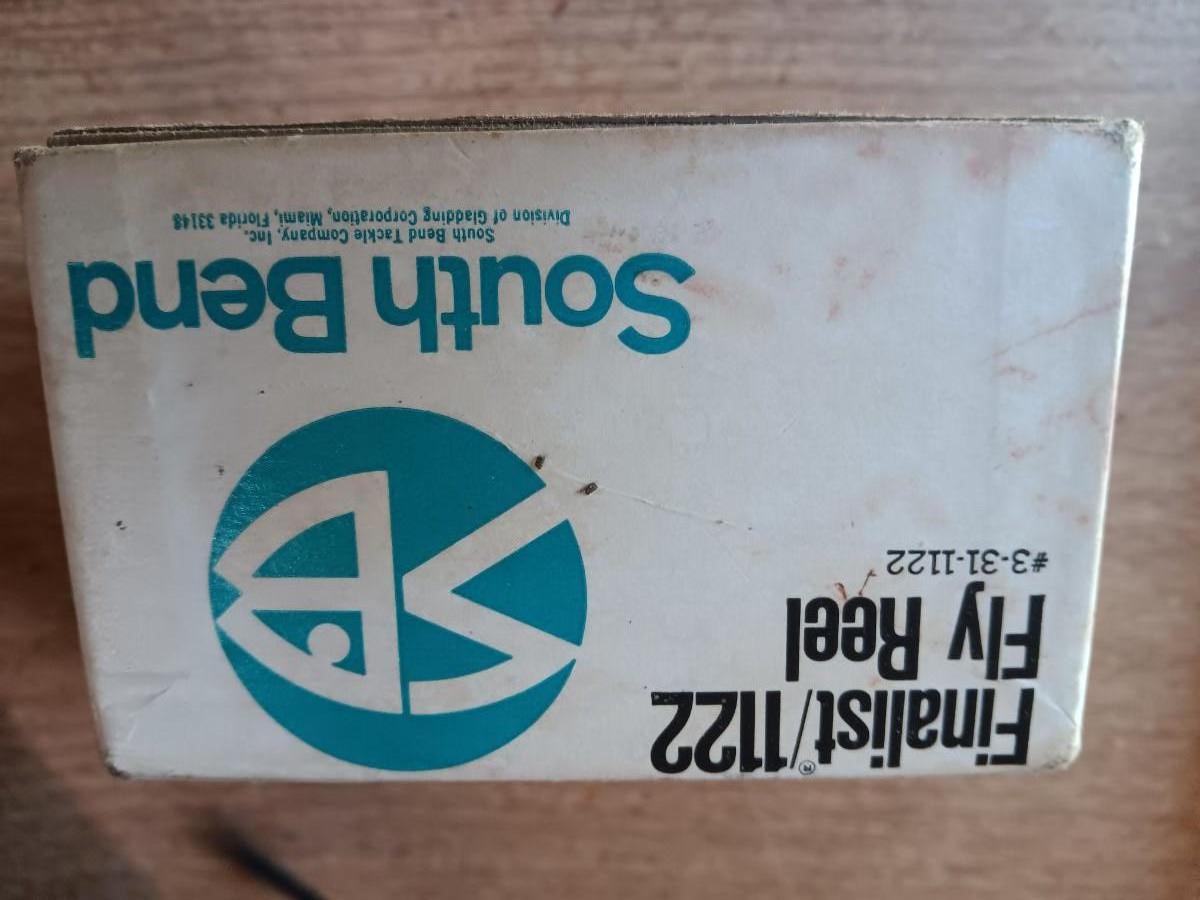 Finalist®/1122
Fly Reel
#3-31-1122
South Bend
South Bend Tackle Company, Inc.
Division of Gladding Corporation, Miami, Florida 33148